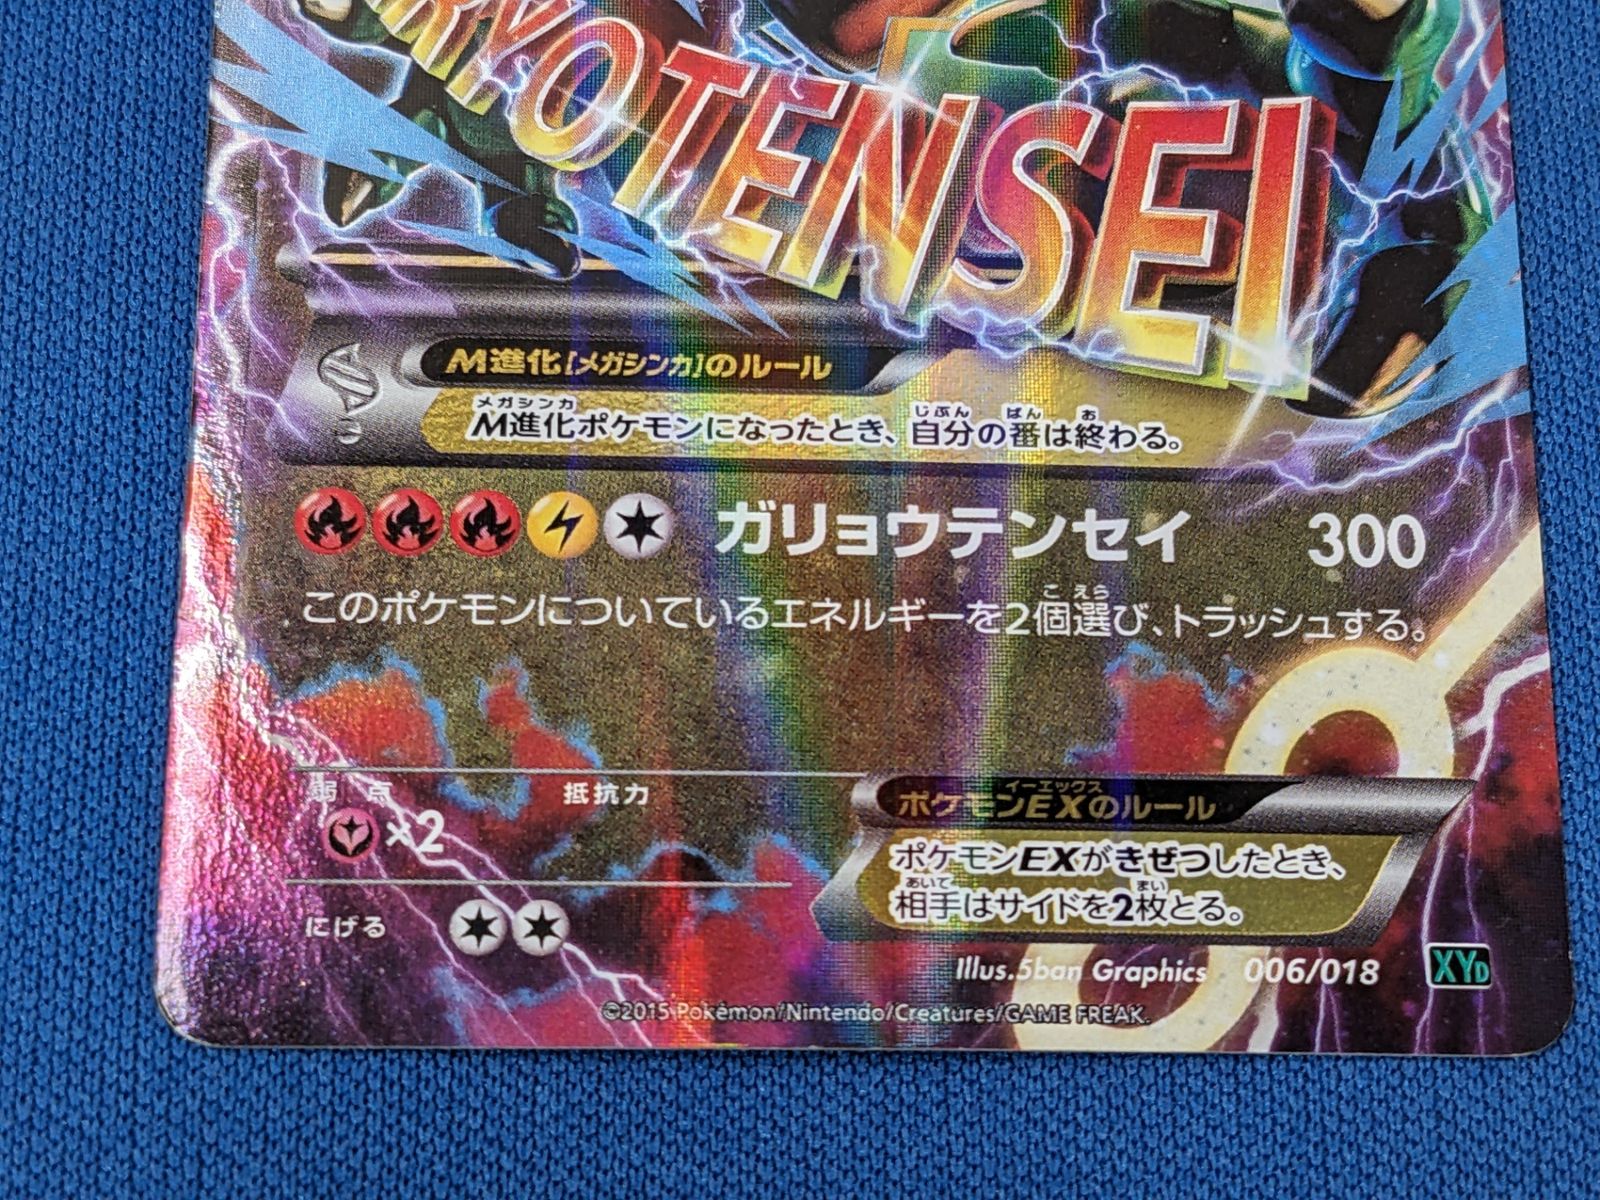 RYOTENSEI
M進化[メガシンカ]のルール
メガシンカ じぶん ばん お
M進化ポケモンになったとき、自分の番は終わる。
ガリョウテンセイ 300
こ えら
このポケモンについているエネルギーを2個選び、トラッシュする。
弱点 抵抗力
×2
にげる
イーエックス
ポケモンEXのルール
ポケモンEXがきぜつしたとき、
あいて まい
相手はサイドを2枚とる。
Illus.5ban Graphics 006/018 XYD
©2015 Pokémon/Nintendo/Creatures/GAME FREAK.